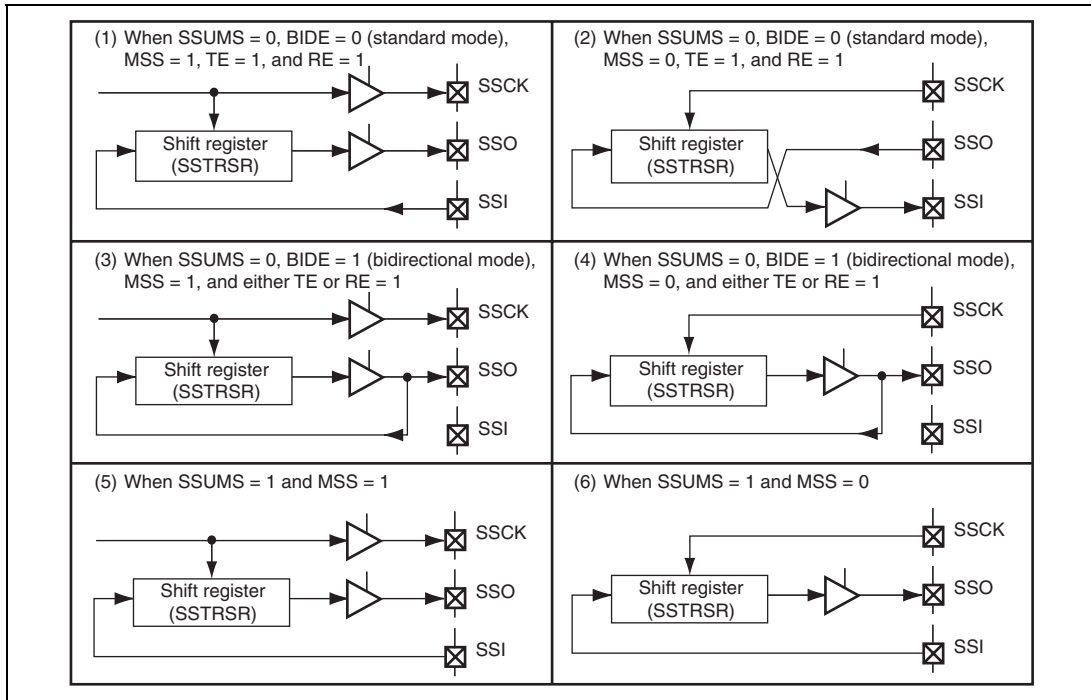 (1) When SSUMS = 0, BIDE = 0 (standard mode),
MSS = 1, TE = 1, and RE = 1
SSCK
Shift register
(SSTRSR)
SSO
SSI
(2) When SSUMS = 0, BIDE = 0 (standard mode),
MSS = 0, TE = 1, and RE = 1
SSCK
Shift register
(SSTRSR)
SSO
SSI
(3) When SSUMS = 0, BIDE = 1 (bidirectional mode),
MSS = 1, and either TE or RE = 1
SSCK
Shift register
(SSTRSR)
SSO
SSI
(4) When SSUMS = 0, BIDE = 1 (bidirectional mode),
MSS = 0, and either TE or RE = 1
SSCK
Shift register
(SSTRSR)
SSO
SSI
(5) When SSUMS = 1 and MSS = 1
SSCK
Shift register
(SSTRSR)
SSO
SSI
(6) When SSUMS = 1 and MSS = 0
SSCK
Shift register
(SSTRSR)
SSO
SSI